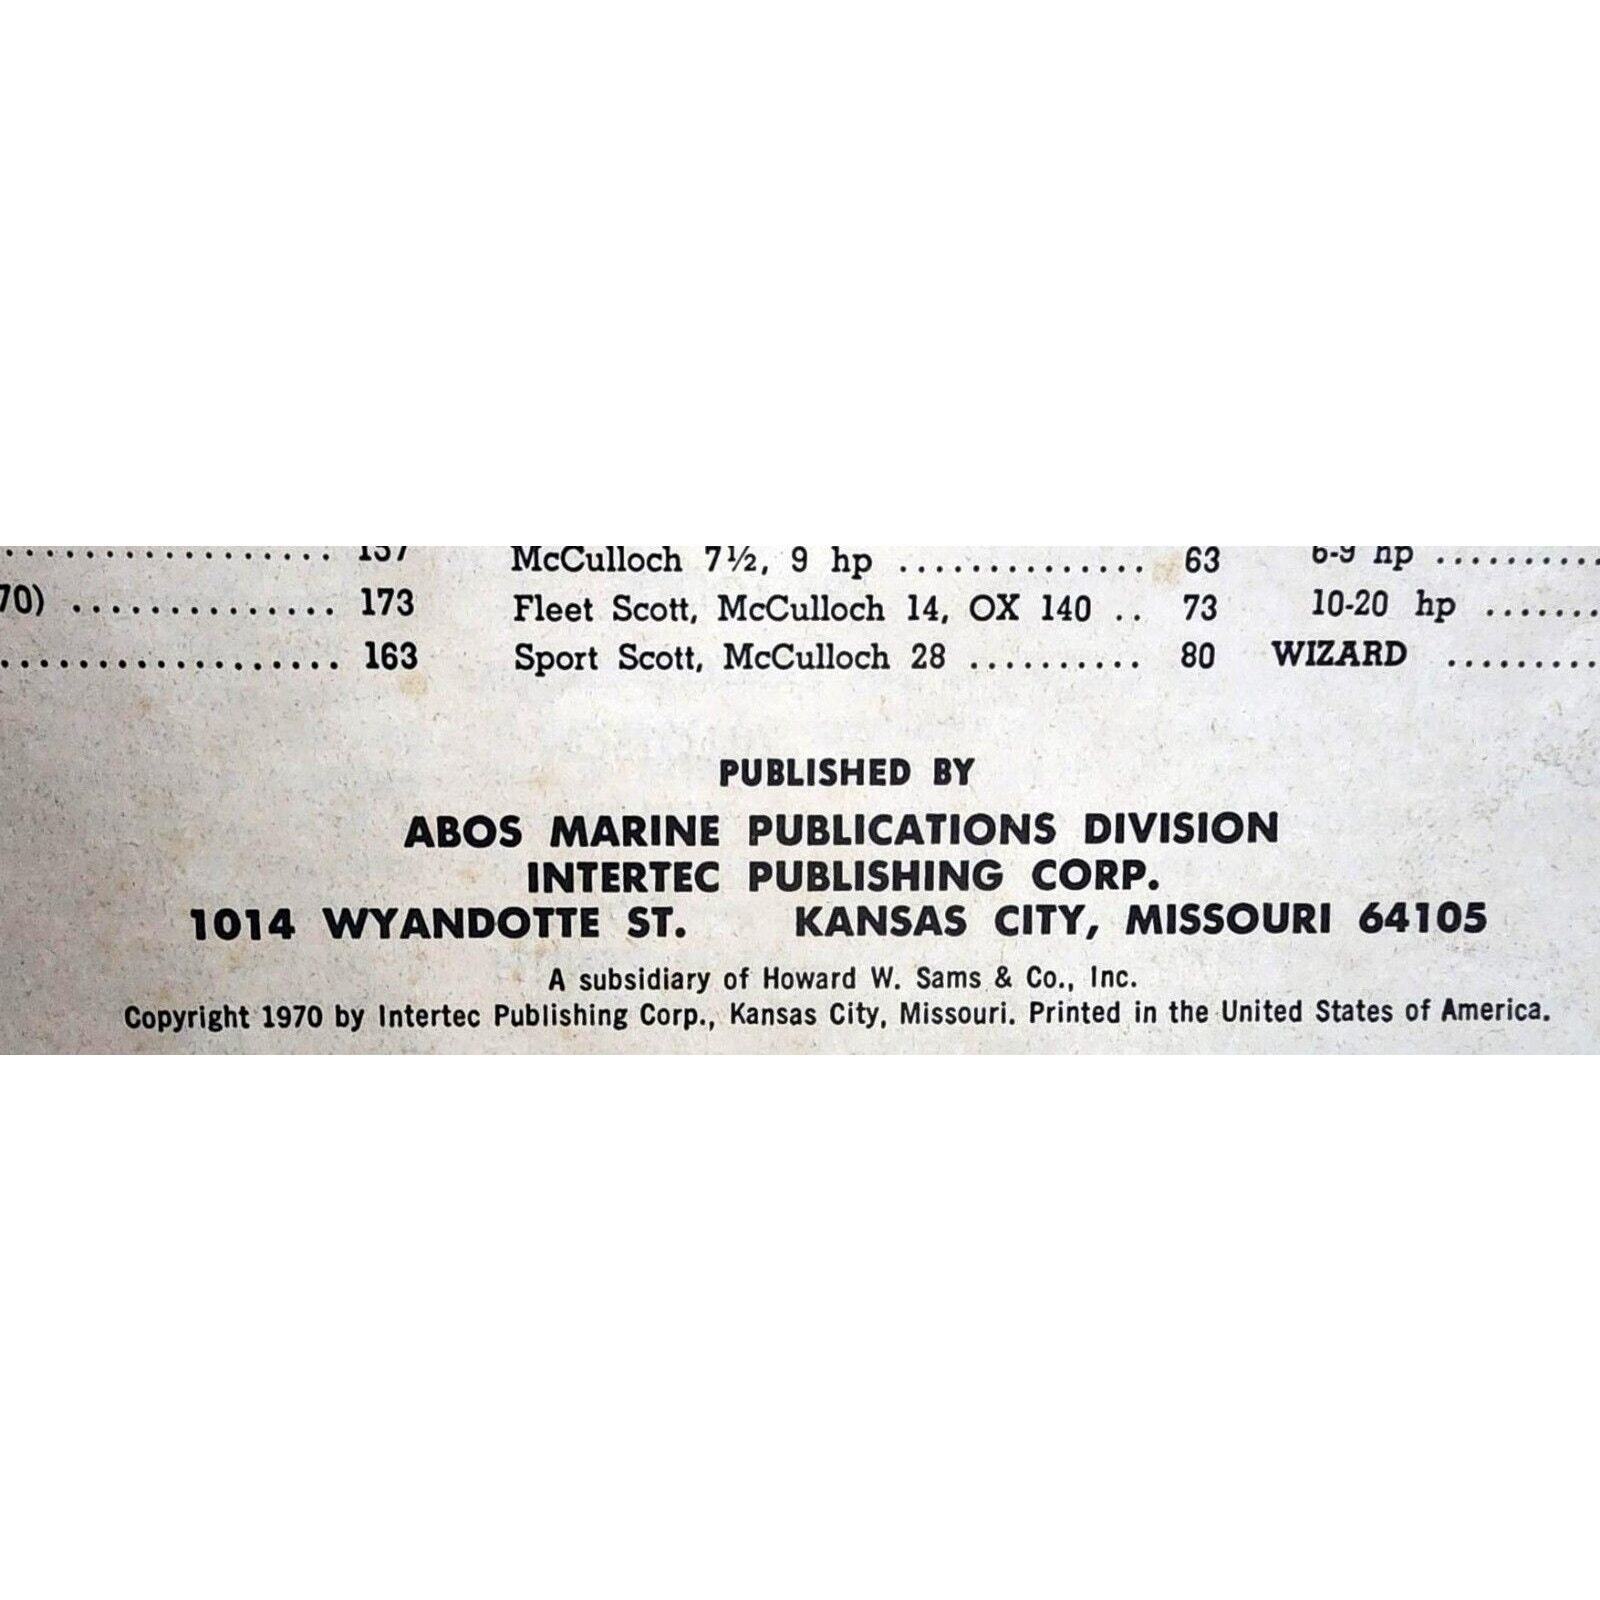 157 McCulloch 7½, 9 hp .............. 63 6-9 hp ..........
70) .............. 173 Fleet Scott, McCulloch 14, OX 140 .. 73 10-20 hp .......
.................. 163 Sport Scott, McCulloch 28 .......... 80 WIZARD .........
PUBLISHED BY
ABOS MARINE PUBLICATIONS DIVISION
INTERTEC PUBLISHING CORP.
1014 WYANDOTTE ST. KANSAS CITY, MISSOURI 64105
A subsidiary of Howard W. Sams & Co., Inc.
Copyright 1970 by Intertec Publishing Corp., Kansas City, Missouri. Printed in the United States of America.